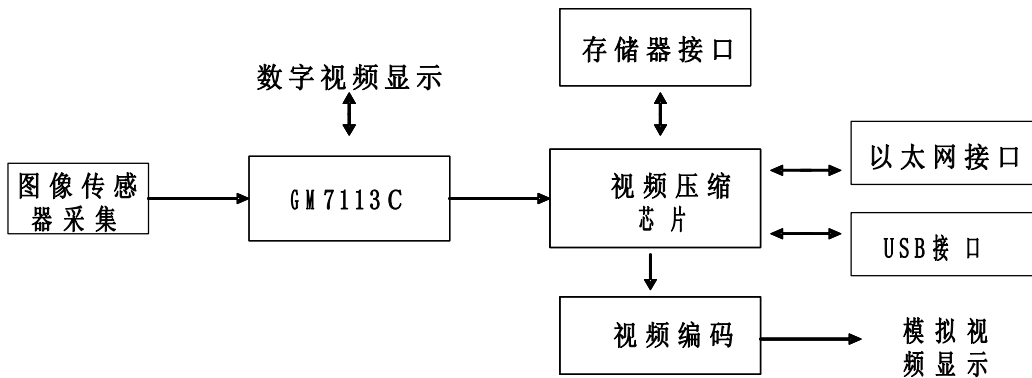 存储器接口
数字视频显示
以太网接口
图像传感
器采集
GM7113C
视频压缩
芯片
USB接口
视频编码
模拟视
频显示